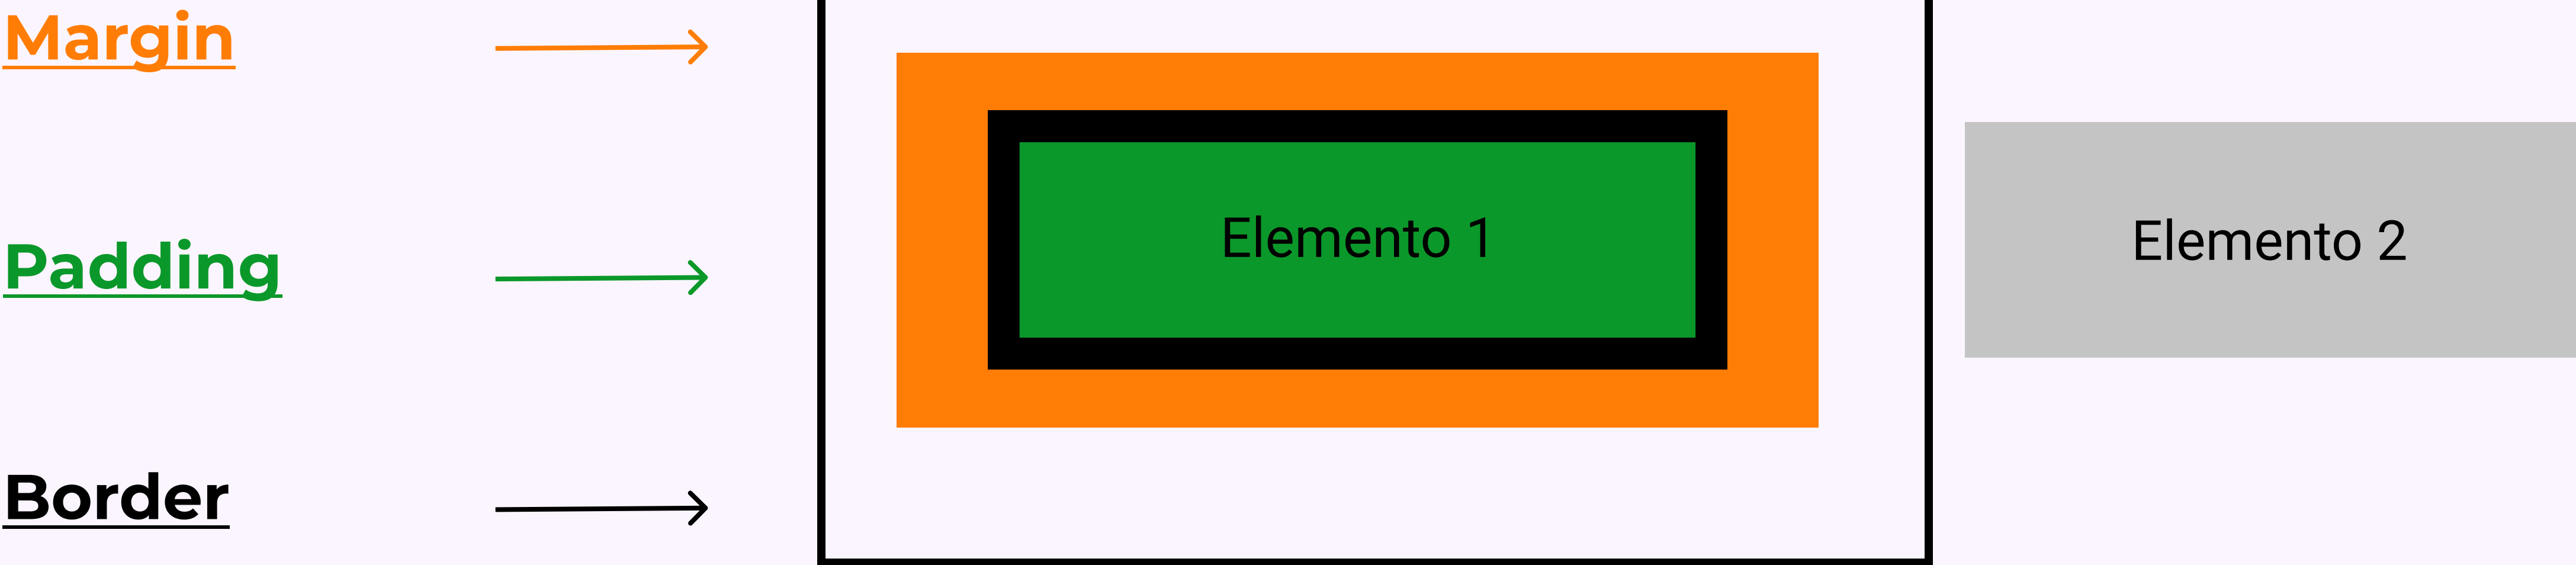 Margin
Padding
Border
Elemento 1
Elemento 2